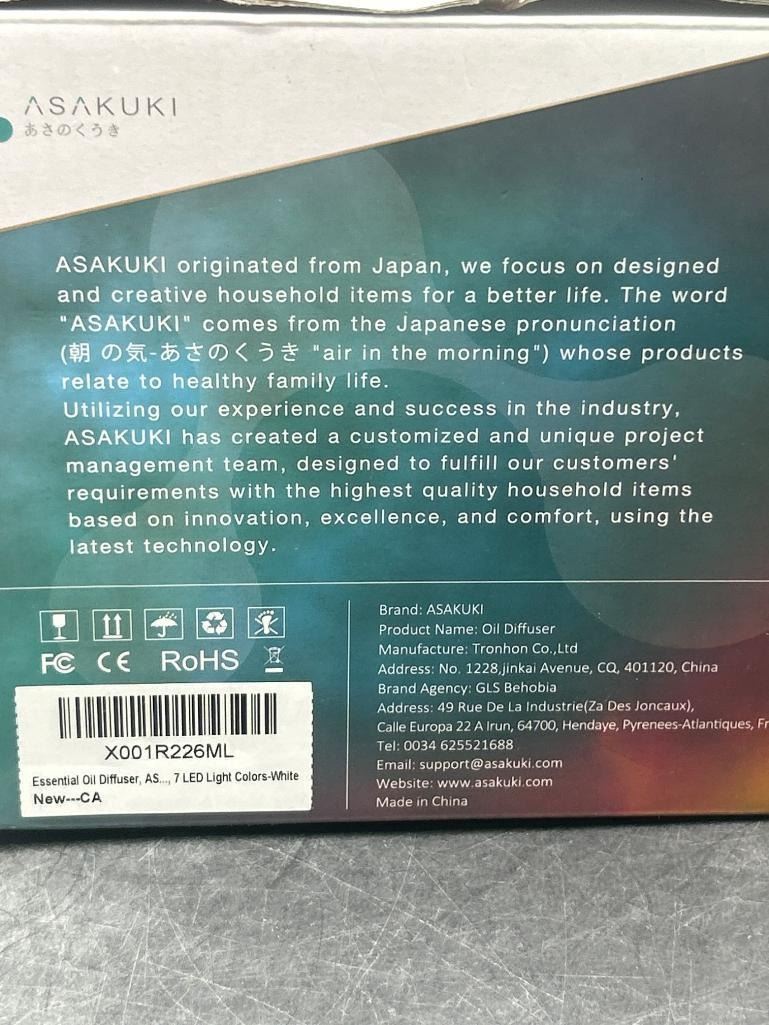 ASAKUKI
あさのくうき
ASAKUKI originated from Japan, we focus on designed
and creative household items for a better life. The word
"ASAKUKI" comes from the Japanese pronunciation
(朝 の気-あさのくうき "air in the morning") whose products
relate to healthy family life.
Utilizing our experience and success in the industry,
ASAKUKI has created a customized and unique project
management team, designed to fulfill our customers'
requirements with the highest quality household items
based on innovation, excellence, and comfort, using the
latest technology.
FC CE RoHS
X001R226ML
Essential Oil Diffuser, AS..., 7 LED Light Colors-White
New---CA
Brand: ASAKUKI
Product Name: Oil Diffuser
Manufacture: Tronhon Co.,Ltd
Address: No. 1228,jinkai Avenue, CQ, 401120, China
Brand Agency: GLS Behobia
Address: 49 Rue De La Industrie(Za Des Joncaux),
Calle Europa 22 A Irun, 64700, Hendaye, Pyrenees-Atlantiques, Fr
Tel: 0034 625521688
Email: support@asakuki.com
Website: www.asakuki.com
Made in China